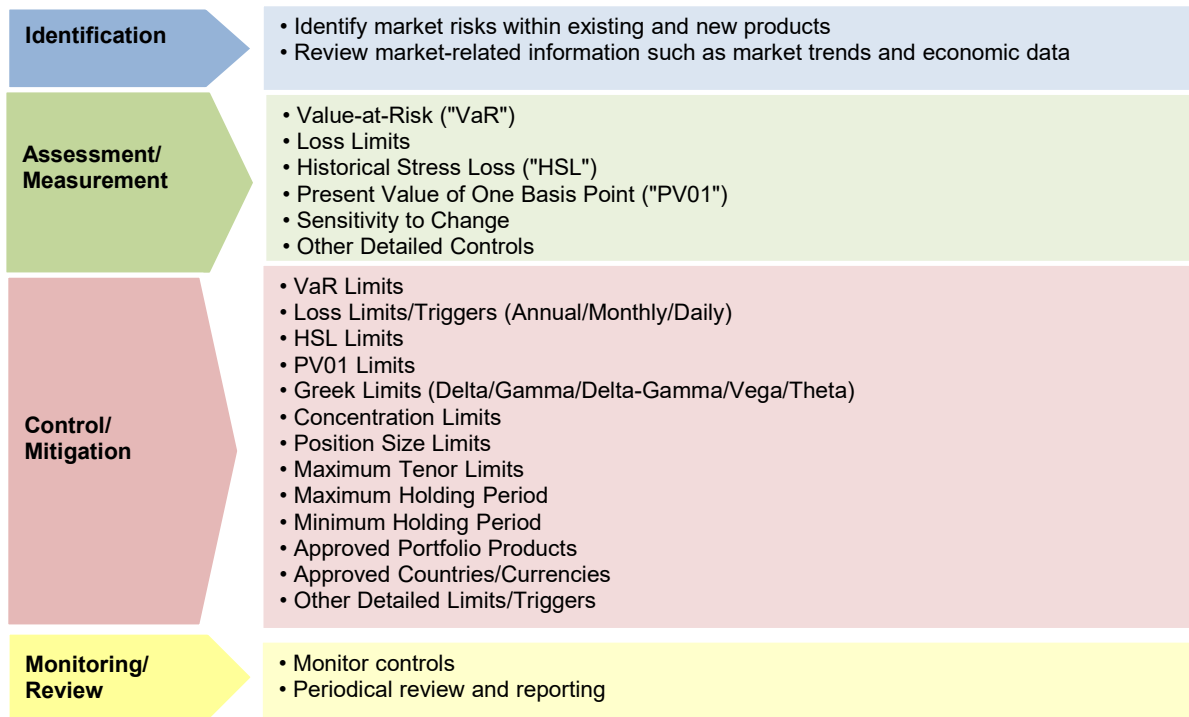 Identification
• Identify market risks within existing and new products
• Review market-related information such as market trends and economic data
Assessment/
Measurement
• Value-at-Risk ("VaR")
• Loss Limits
• Historical Stress Loss ("HSL")
• Present Value of One Basis Point ("PV01")
• Sensitivity to Change
• Other Detailed Controls
Control/
Mitigation
• VaR Limits
• Loss Limits/Triggers (Annual/Monthly/Daily)
• HSL Limits
• PV01 Limits
• Greek Limits (Delta/Gamma/Delta-Gamma/Vega/Theta)
• Concentration Limits
• Position Size Limits
• Maximum Tenor Limits
• Maximum Holding Period
• Minimum Holding Period
• Approved Portfolio Products
• Approved Countries/Currencies
• Other Detailed Limits/Triggers
Monitoring/
Review
• Monitor controls
• Periodical review and reporting